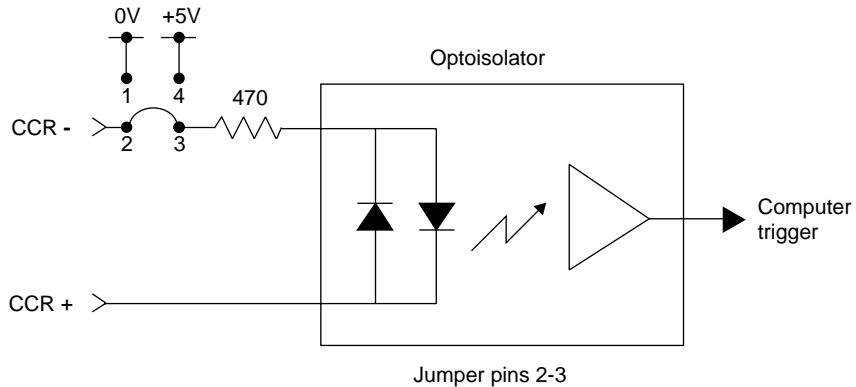 0V +5V
Optoisolator
1 4
470
CCR -
2 3
Computer
trigger
CCR +
Jumper pins 2-3